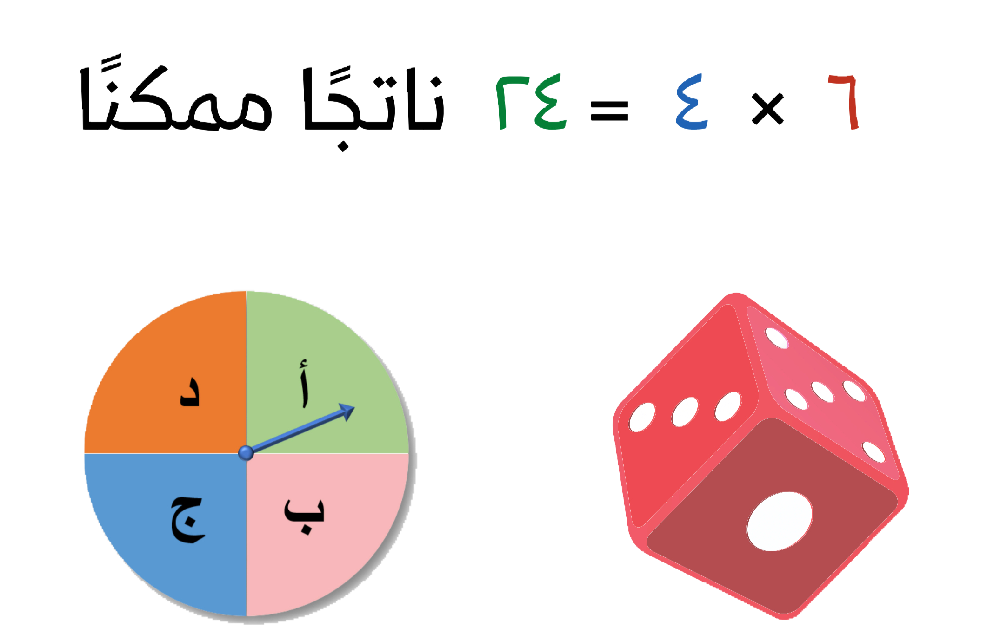 ٦ × ٤ = ٢٤ ناتجًا ممكنًا
د أ
ج ب